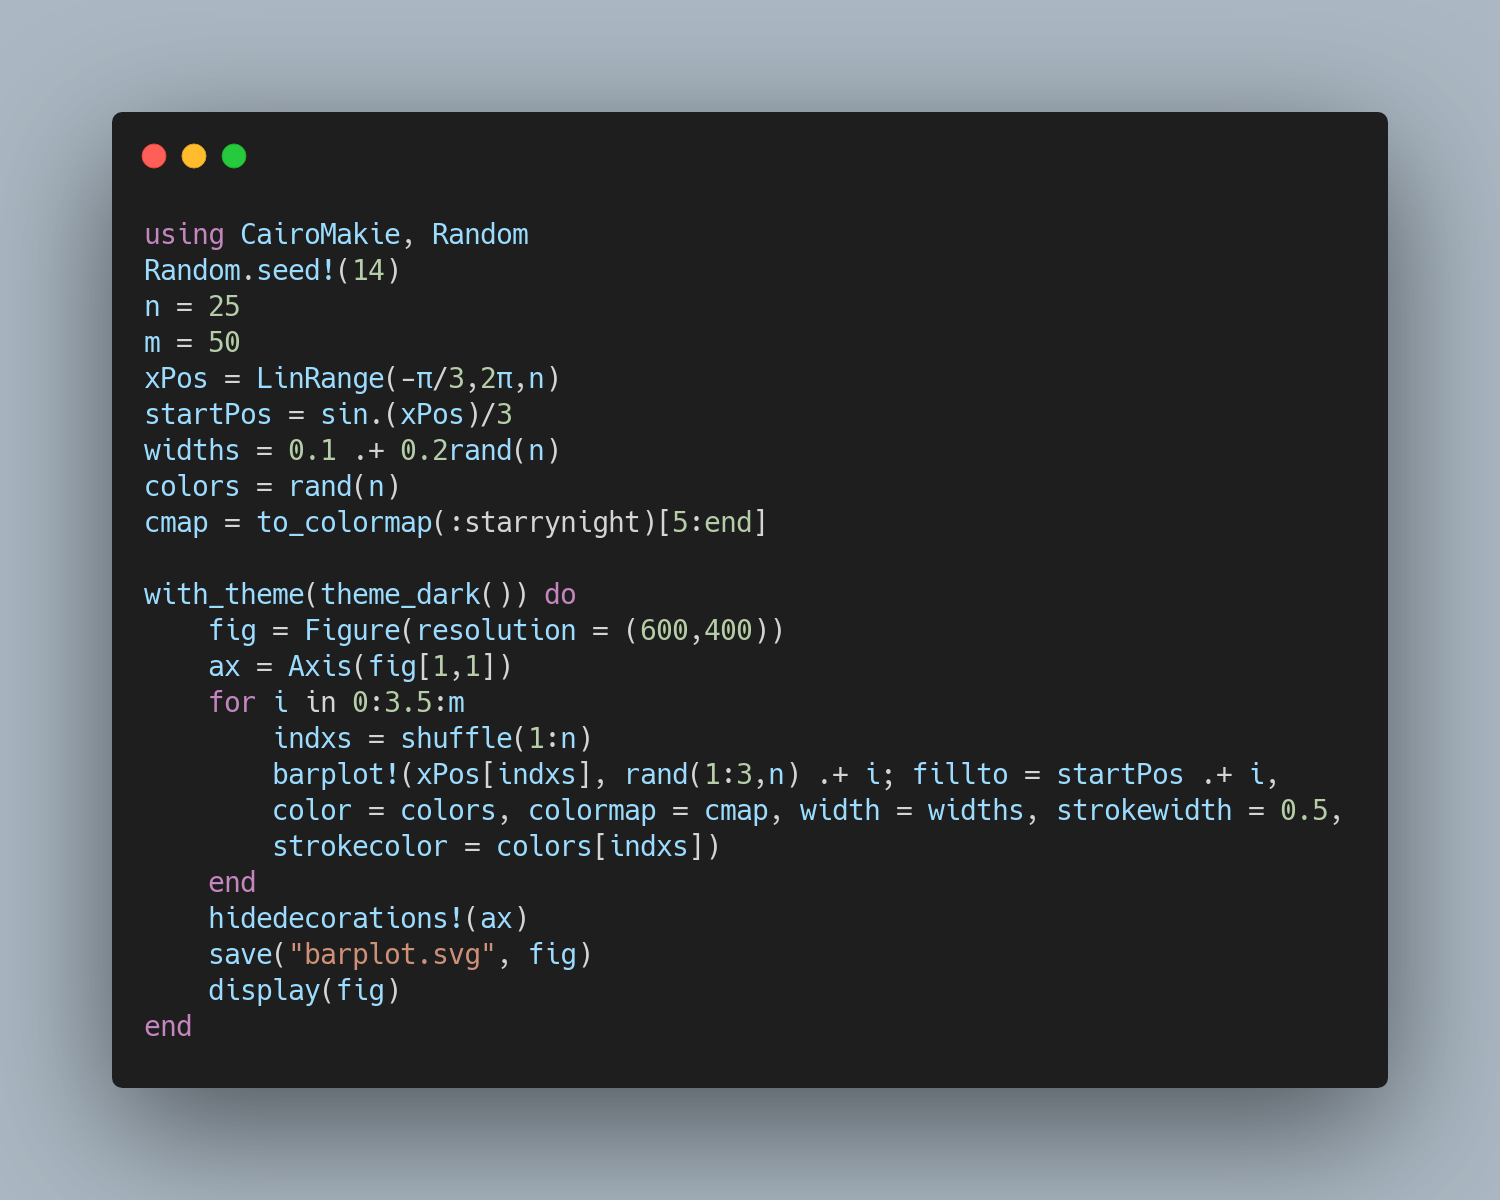 using CairoMakie, Random
Random.seed!(14)
n = 25
m = 50
xPos = LinRange(-π/3,2π,n)
startPos = sin.(xPos)/3
widths = 0.1 .+ 0.2rand(n)
colors = rand(n)
cmap = to_colormap(:starrynight)[5:end]

with_theme(theme_dark()) do
    fig = Figure(resolution = (600,400))
    ax = Axis(fig[1,1])
    for i in 0:3.5:m
        indxs = shuffle(1:n)
        barplot!(xPos[indxs], rand(1:3,n) .+ i; fillto = startPos .+ i,
        color = colors, colormap = cmap, width = widths, strokewidth = 0.5,
        strokecolor = colors[indxs])
    end
    hidedecorations!(ax)
    save("barplot.svg", fig)
    display(fig)
end